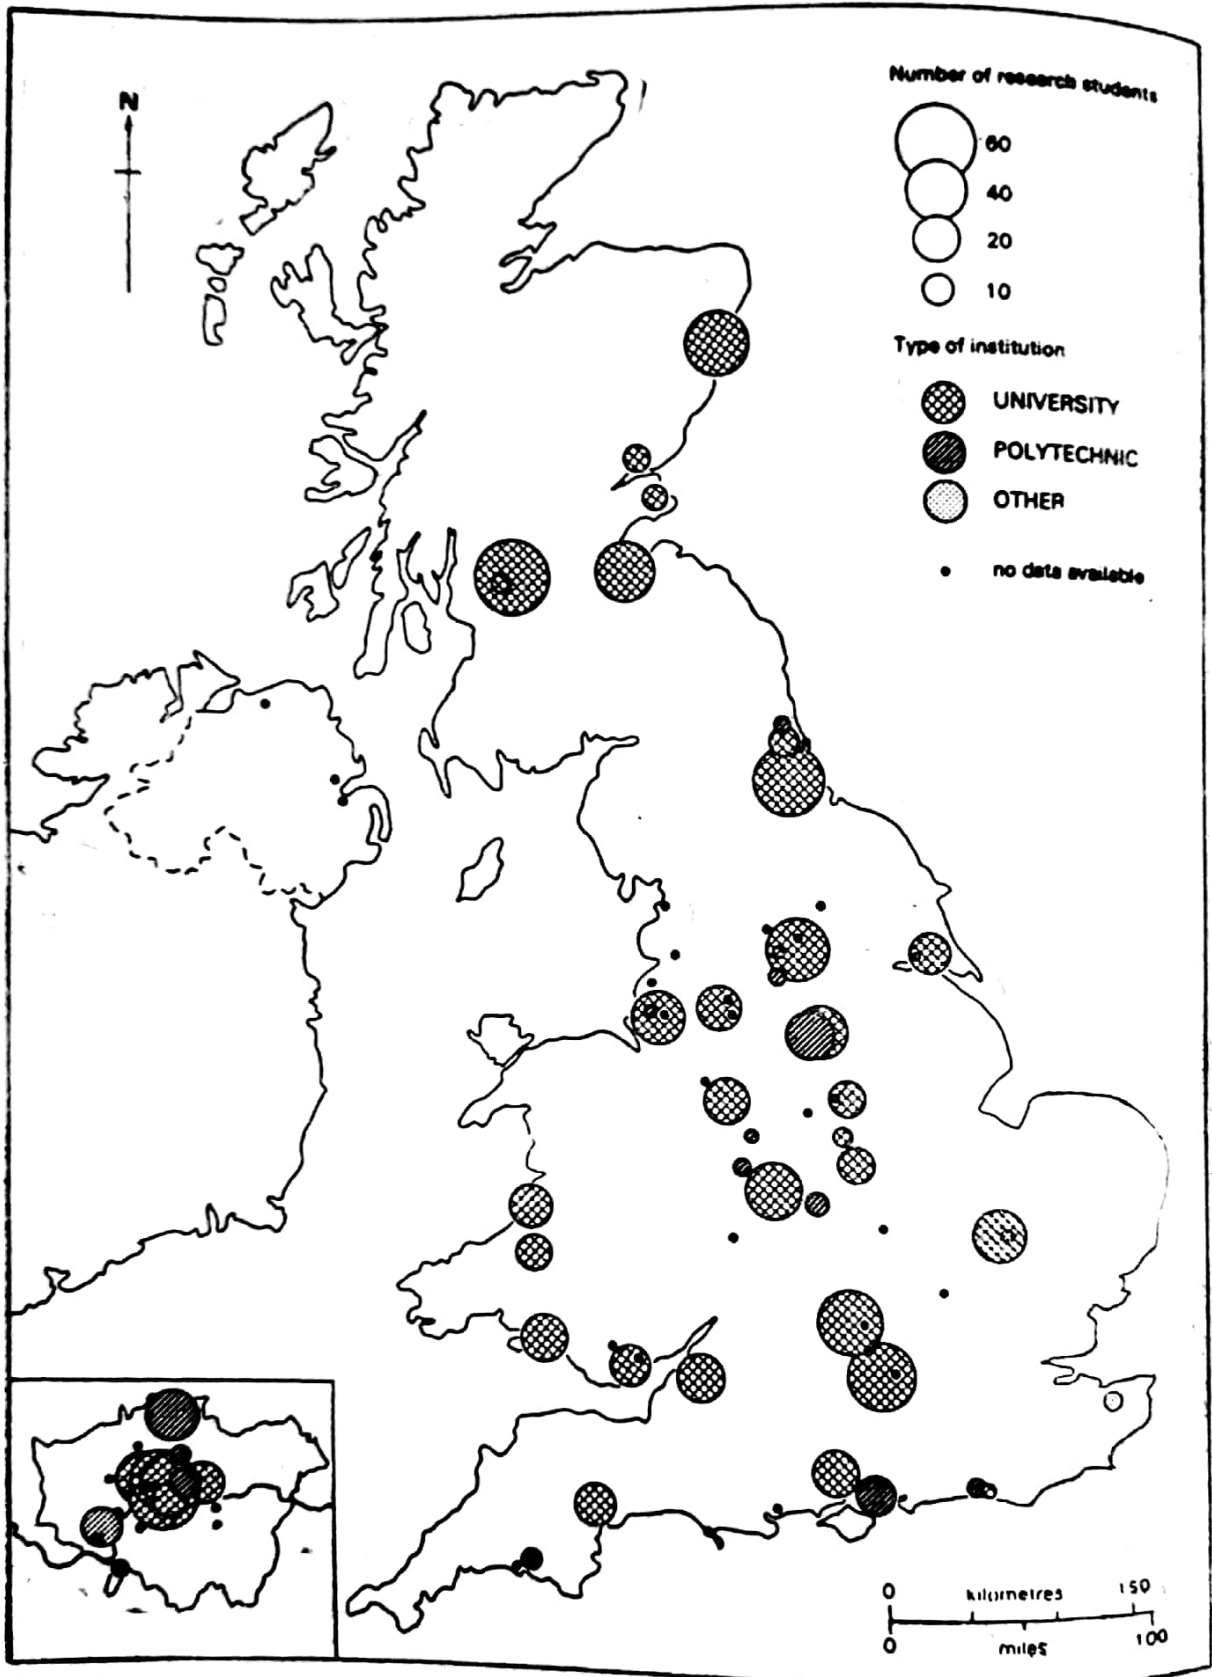 N
Number of research students
60
40
20
10
Type of institution
UNIVERSITY
POLYTECHNIC
OTHER
no data available
0 kilometres 150
0 miles 100